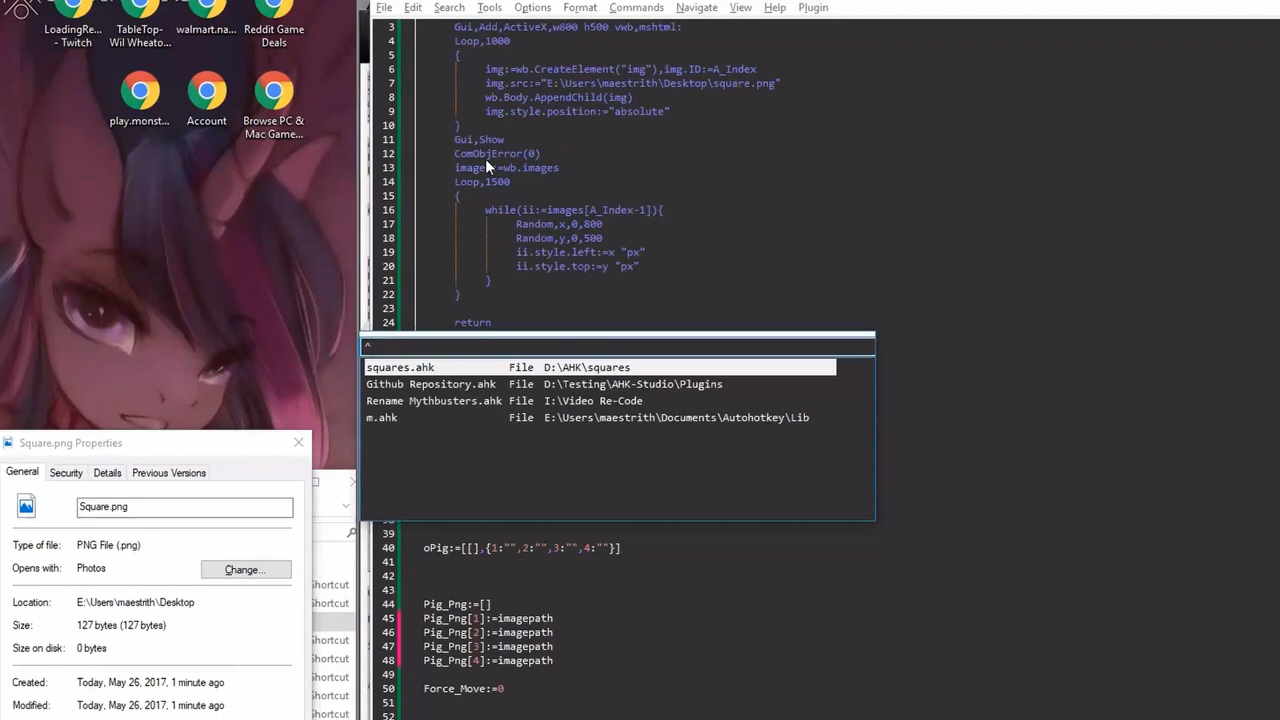 LoadingRe... - Twitch
TableTop- Wil Wheato...
walmart.na...
Reddit Game Deals
play.monst...
Account
Browse PC & Mac Game...
File Edit Search Tools Options Format Commands Navigate View Help Plugin
3 Gui,Add,ActiveX,w800 h500 vwb,mshtml:
4 Loop,1000
5 {
6 img:=wb.CreateElement("img"),img.ID:=A_Index
7 img.src:="E:\Users\maestrith\Desktop\square.png"
8 wb.Body.AppendChild(img)
9 img.style.position:="absolute"
10 }
11 Gui,Show
12 ComObjError(0)
13 images:=wb.images
14 Loop,1500
15 {
16 while(ii:=images[A_Index-1]){
17 Random,x,0,800
18 Random,y,0,500
19 ii.style.left:=x "px"
20 ii.style.top:=y "px"
21 }
22 }
23
24 return
^
squares.ahk File D:\AHK\squares
Github Repository.ahk File D:\Testing\AHK-Studio\Plugins
Rename Mythbusters.ahk File I:\Video Re-Code
m.ahk File E:\Users\maestrith\Documents\Autohotkey\Lib
39
40 oPig:=[[],{1:"",2:"",3:"",4:""}]
41
42
43
44 Pig_Png:=[]
45 Pig_Png[1]:=imagepath
46 Pig_Png[2]:=imagepath
47 Pig_Png[3]:=imagepath
48 Pig_Png[4]:=imagepath
49
50 Force_Move:=0
51
52
Square.png Properties
General Security Details Previous Versions
Square.png
Type of file: PNG File (.png)
Opens with: Photos Change...
Location: E:\Users\maestrith\Desktop
Size: 127 bytes (127 bytes)
Size on disk: 0 bytes
Created: Today, May 26, 2017, 1 minute ago
Modified: Today, May 26, 2017, 1 minute ago
Shortcut
Shortcut
Shortcut
Shortcut
Shortcut
Shortcut